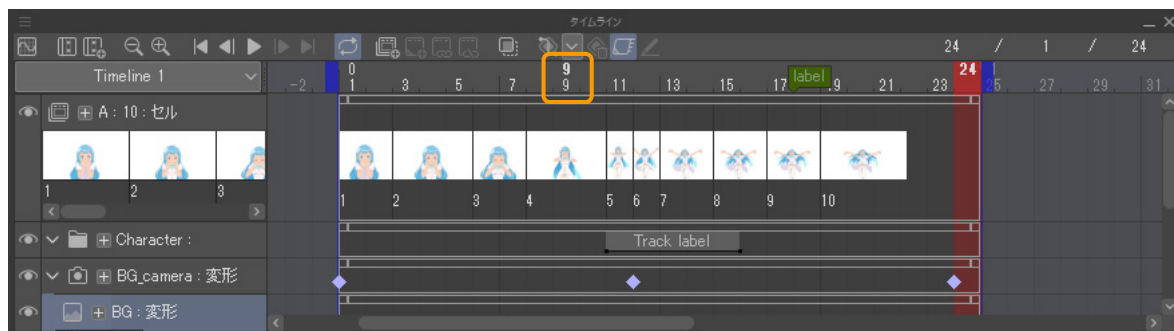 タイムライン
24 / 1 / 24
Timeline 1
0 9 24
-2 1 3 5 7 9 11 13 15 17 label 19 21 23 25 27 29 31
A : 10 : セル
1 2 3
1 2 3 4 5 6 7 8 9 10
Character :
Track label
BG_camera : 変形
BG : 変形